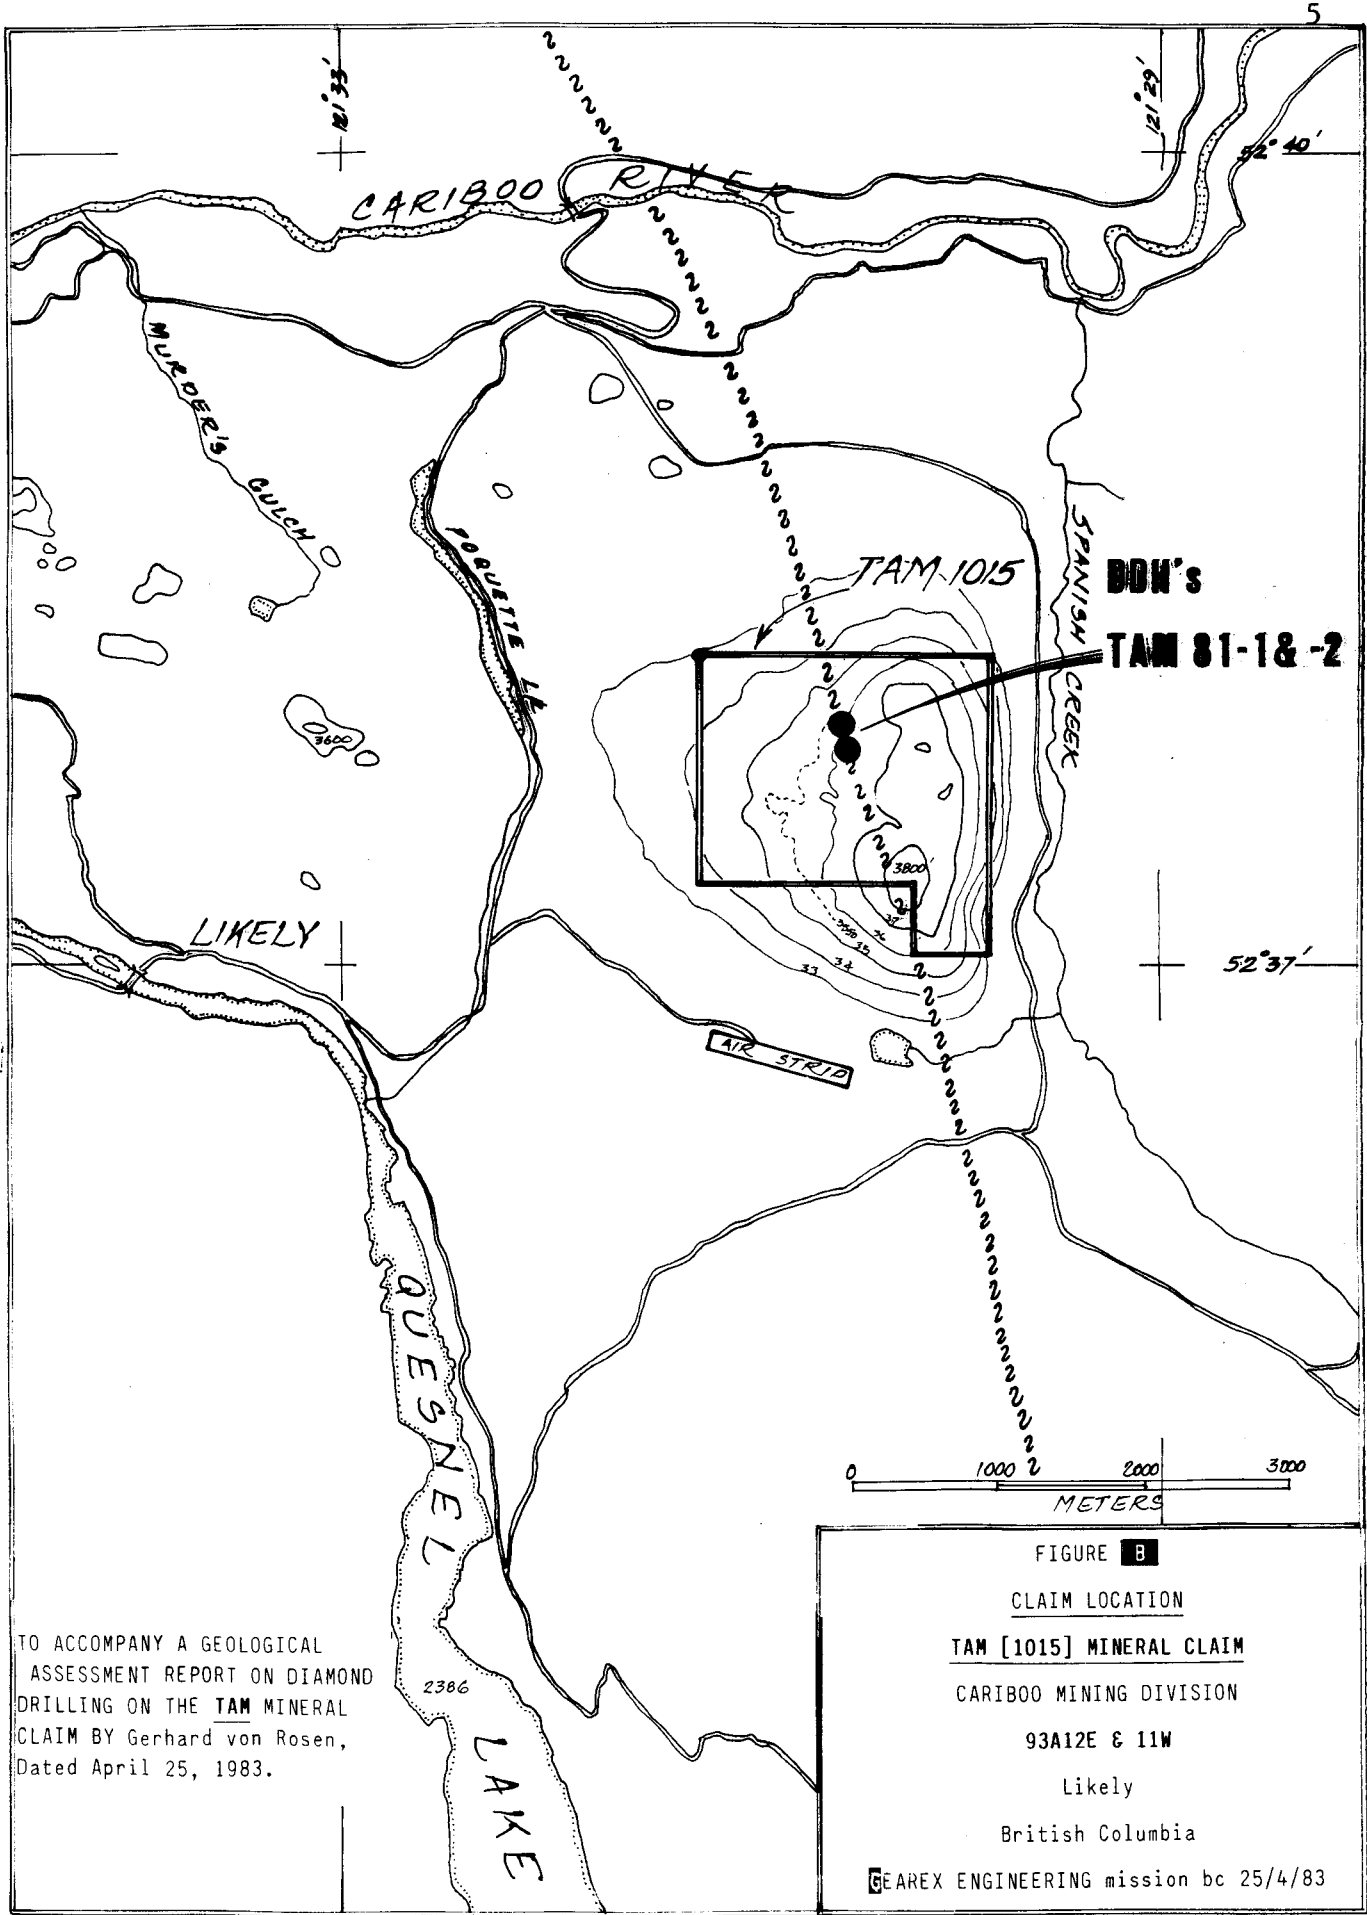 5
121° 33'
121° 29'
52° 40'
CARIBOO RIVER
MURDER'S GULCH
POQUETTE LK
SPANISH CREEK
TAM 1015
DDH's
TAM 81-1& -2
3600
3800'
3550
37
36
35
34
33
LIKELY
52° 37'
AIR STRIP
QUESNEL LAKE
2386
0 1000 2000 3000
METERS
TO ACCOMPANY A GEOLOGICAL
ASSESSMENT REPORT ON DIAMOND
DRILLING ON THE TAM MINERAL
CLAIM BY Gerhard von Rosen,
Dated April 25, 1983.
FIGURE B
CLAIM LOCATION
TAM [1015] MINERAL CLAIM
CARIBOO MINING DIVISION
93A12E & 11W
Likely
British Columbia
GEAREX ENGINEERING mission bc 25/4/83